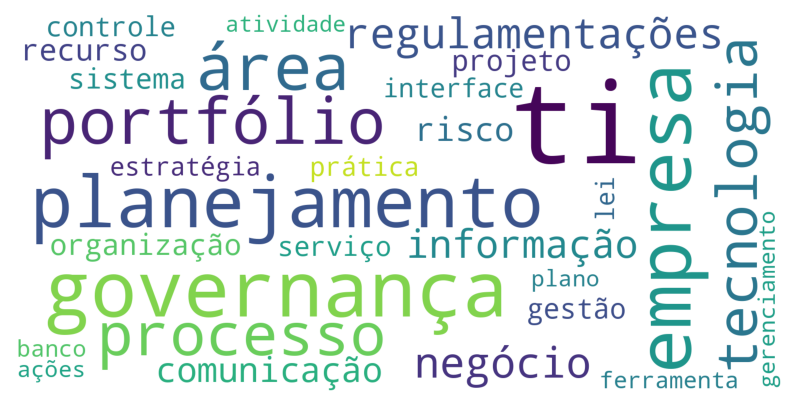 controle
atividade
regulamentações
recurso
área
projeto
sistema
interface
portfólio
risco
ti
empresa
tecnologia
estratégia
prática
planejamento
lei
organização
serviço
informação
governança
plano
gestão
gerenciamento
processo
banco
negócio
ações
comunicação
ferramenta